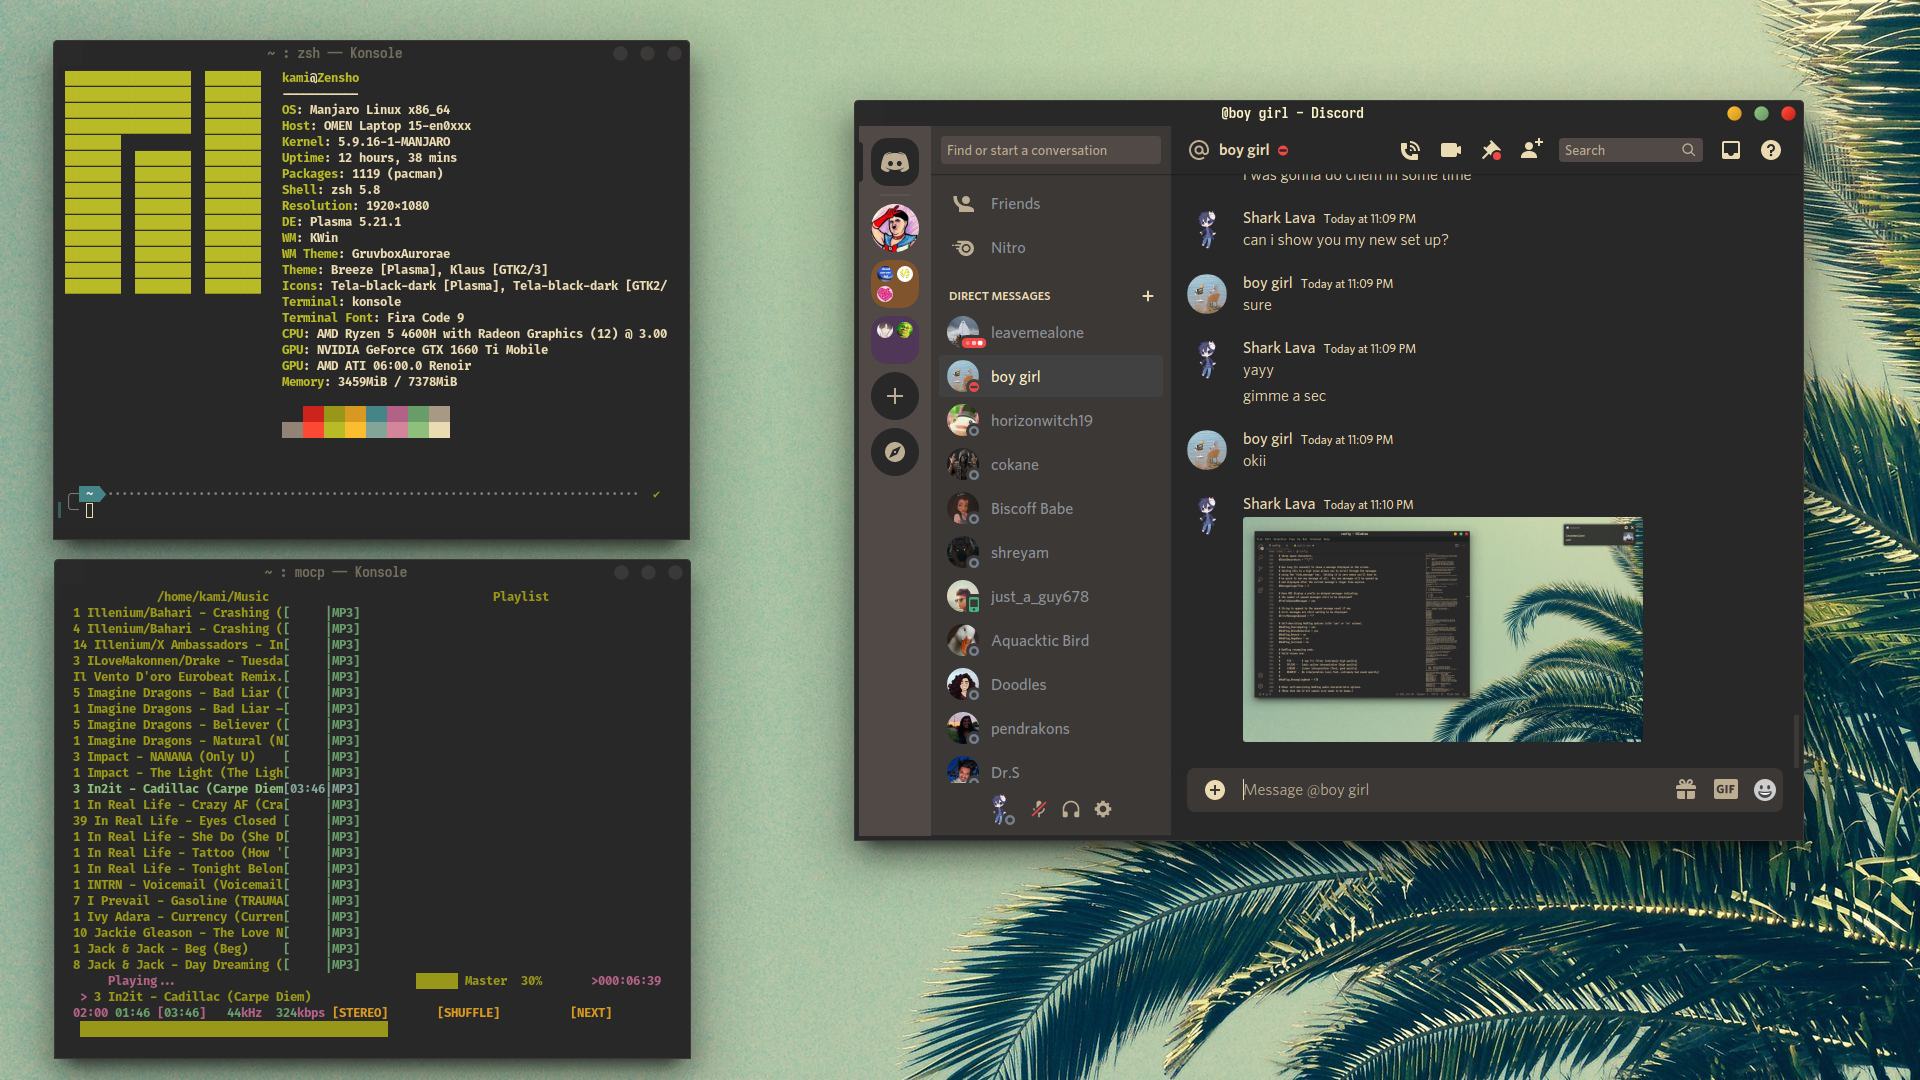 ~ : zsh — Konsole
kami@Zensho
OS: Manjaro Linux x86_64
Host: OMEN Laptop 15-en0xxx
Kernel: 5.9.16-1-MANJARO
Uptime: 12 hours, 38 mins
Packages: 1119 (pacman)
Shell: zsh 5.8
Resolution: 1920×1080
DE: Plasma 5.21.1
WM: KWin
WM Theme: GruvboxAurorae
Theme: Breeze [Plasma], Klaus [GTK2/3]
Icons: Tela-black-dark [Plasma], Tela-black-dark [GTK2/
Terminal: konsole
Terminal Font: Fira Code 9
CPU: AMD Ryzen 5 4600H with Radeon Graphics (12) @ 3.00
GPU: NVIDIA GeForce GTX 1660 Ti Mobile
GPU: AMD ATI 06:00.0 Renoir
Memory: 3459MiB / 7378MiB
~ ✔
~ : mocp — Konsole
/home/kami/Music Playlist
1 Illenium/Bahari - Crashing ([ |MP3]
4 Illenium/Bahari - Crashing ([ |MP3]
14 Illenium/X Ambassadors - In[ |MP3]
3 ILoveMakonnen/Drake - Tuesda[ |MP3]
Il Vento D'oro Eurobeat Remix.[ |MP3]
5 Imagine Dragons - Bad Liar ([ |MP3]
1 Imagine Dragons - Bad Liar -[ |MP3]
5 Imagine Dragons - Believer ([ |MP3]
1 Imagine Dragons - Natural (N[ |MP3]
3 Impact - NANANA (Only U) [ |MP3]
1 Impact - The Light (The Ligh[ |MP3]
3 In2it - Cadillac (Carpe Diem[03:46|MP3]
1 In Real Life - Crazy AF (Cra[ |MP3]
39 In Real Life - Eyes Closed [ |MP3]
1 In Real Life - She Do (She D[ |MP3]
1 In Real Life - Tattoo (How '[ |MP3]
1 In Real Life - Tonight Belon[ |MP3]
1 INTRN - Voicemail (Voicemail[ |MP3]
7 I Prevail - Gasoline (TRAUMA[ |MP3]
1 Ivy Adara - Currency (Curren[ |MP3]
10 Jackie Gleason - The Love N[ |MP3]
1 Jack & Jack - Beg (Beg) [ |MP3]
8 Jack & Jack - Day Dreaming ([ |MP3]
Playing... Master 30% >000:06:39
> 3 In2it - Cadillac (Carpe Diem)
02:00 01:46 [03:46] 44kHz 324kbps [STEREO] [SHUFFLE] [NEXT]
@boy girl - Discord
Find or start a conversation
Friends
Nitro
DIRECT MESSAGES +
leavemealone
boy girl
horizonwitch19
cokane
Biscoff Babe
shreyam
just_a_guy678
Aquacktic Bird
Doodles
pendrakons
Dr.S
@ boy girl
Search
I was gonna do them in some time
Shark Lava Today at 11:09 PM
can i show you my new set up?
boy girl Today at 11:09 PM
sure
Shark Lava Today at 11:09 PM
yayy
gimme a sec
boy girl Today at 11:09 PM
okii
Shark Lava Today at 11:10 PM
Message @boy girl
GIF